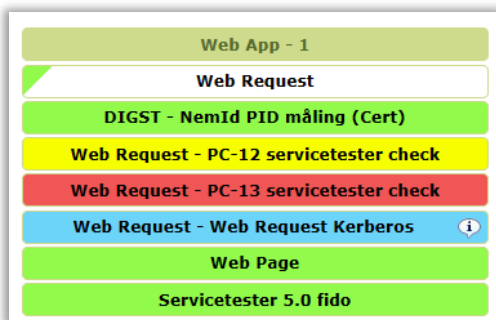 Web App - 1
Web Request
DIGST - NemId PID måling (Cert)
Web Request - PC-12 servicetester check
Web Request - PC-13 servicetester check
Web Request - Web Request Kerberos
Web Page
Servicetester 5.0 fido